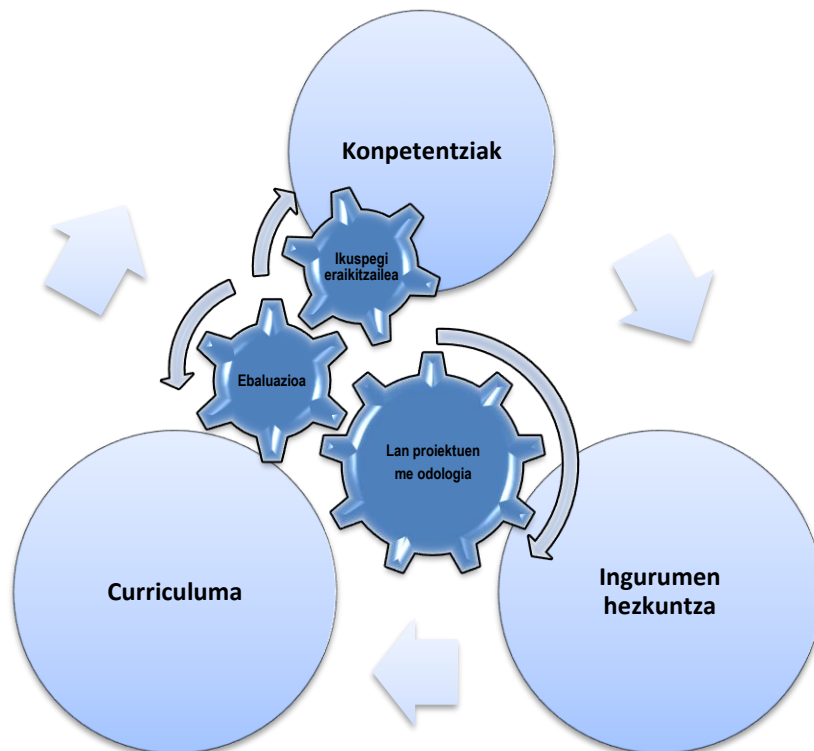 Konpetentziak
Ikuspegi
eraikitzailea
Ebaluazioa
Lan proiektuen
me odologia
Curriculuma
Ingurumen
hezkuntza